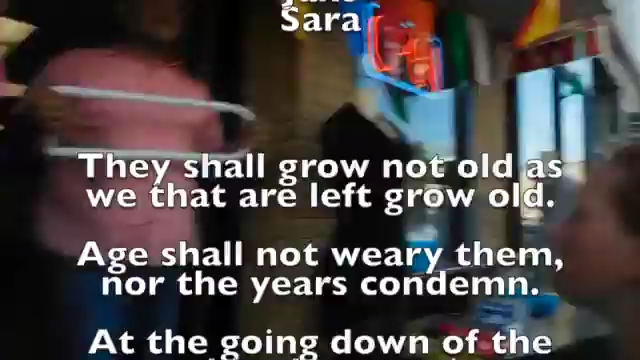 Sara
They shall grow not old as
we that are left grow old.
Age shall not weary them,
nor the years condemn.
At the going down of the